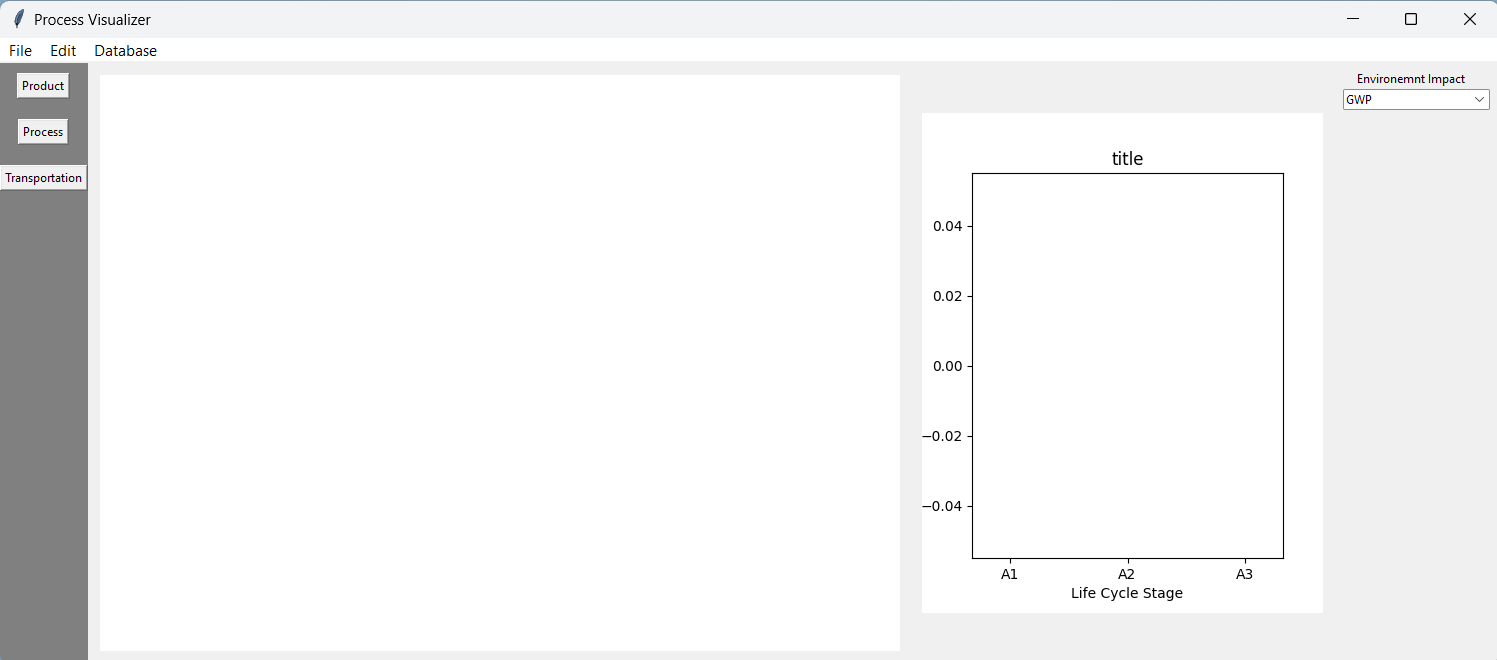 Process Visualizer
File Edit Database
Product
Process
Transportation
Environemnt Impact
GWP
title
0.04
0.02
0.00
−0.02
−0.04
A1 A2 A3
Life Cycle Stage